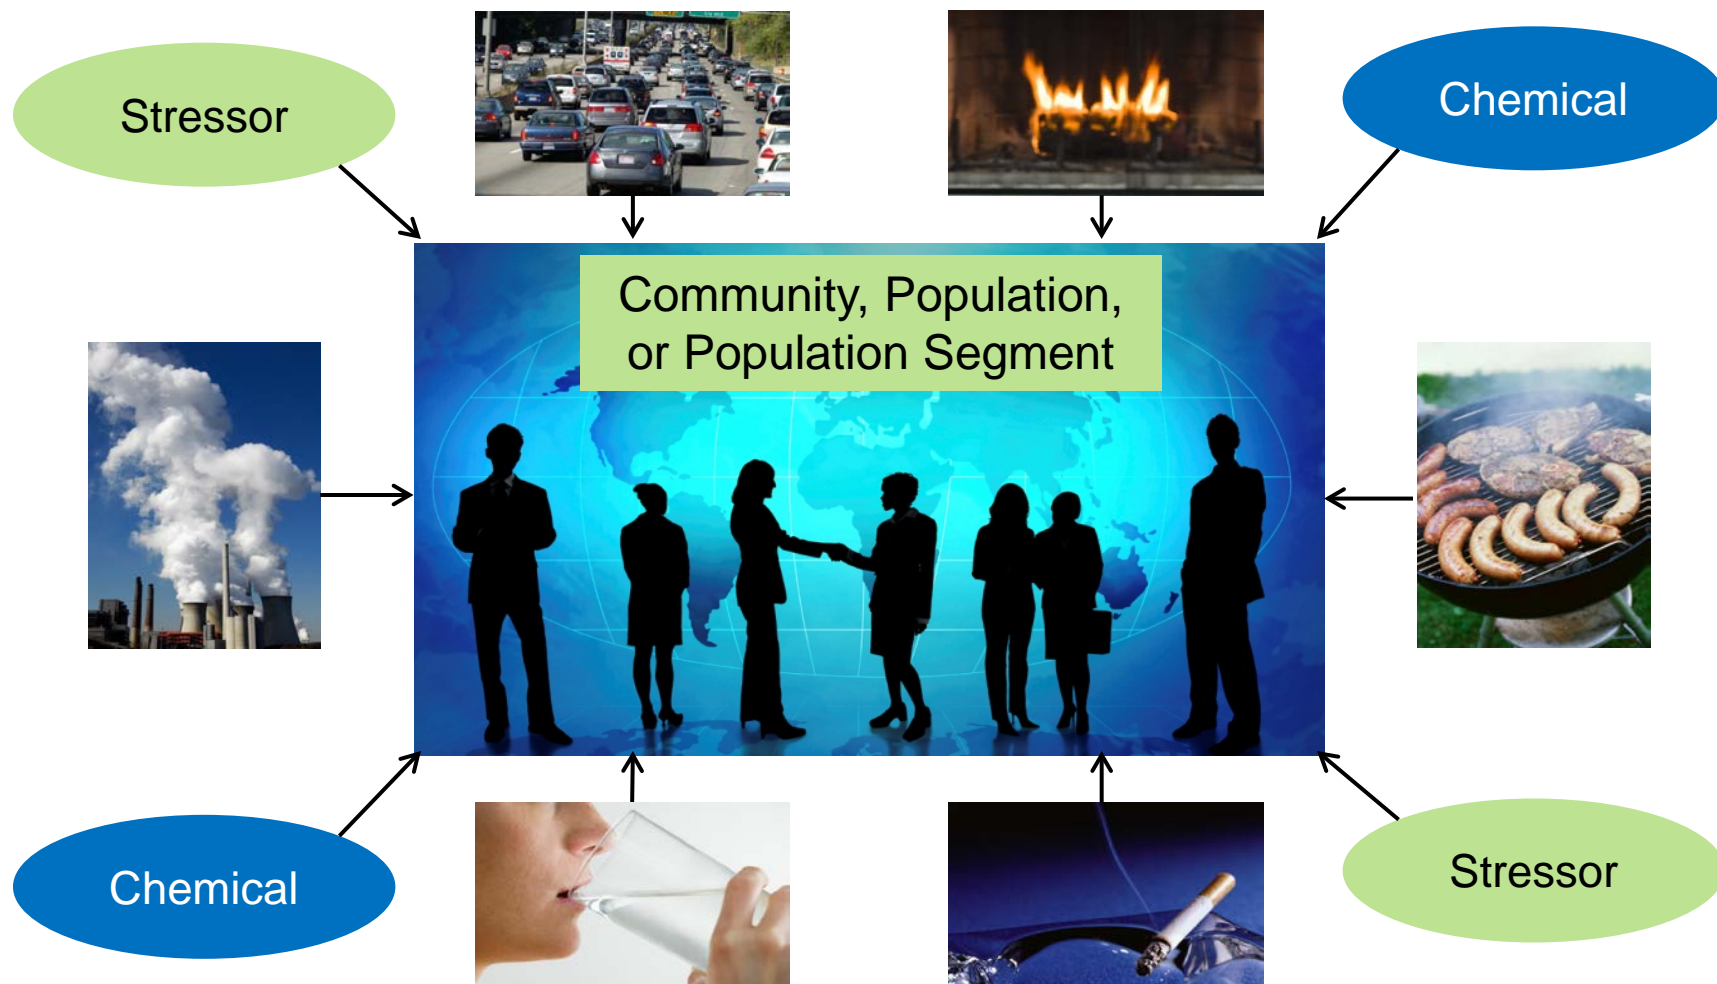 Stressor
Chemical
Community, Population,
or Population Segment
Chemical
Stressor